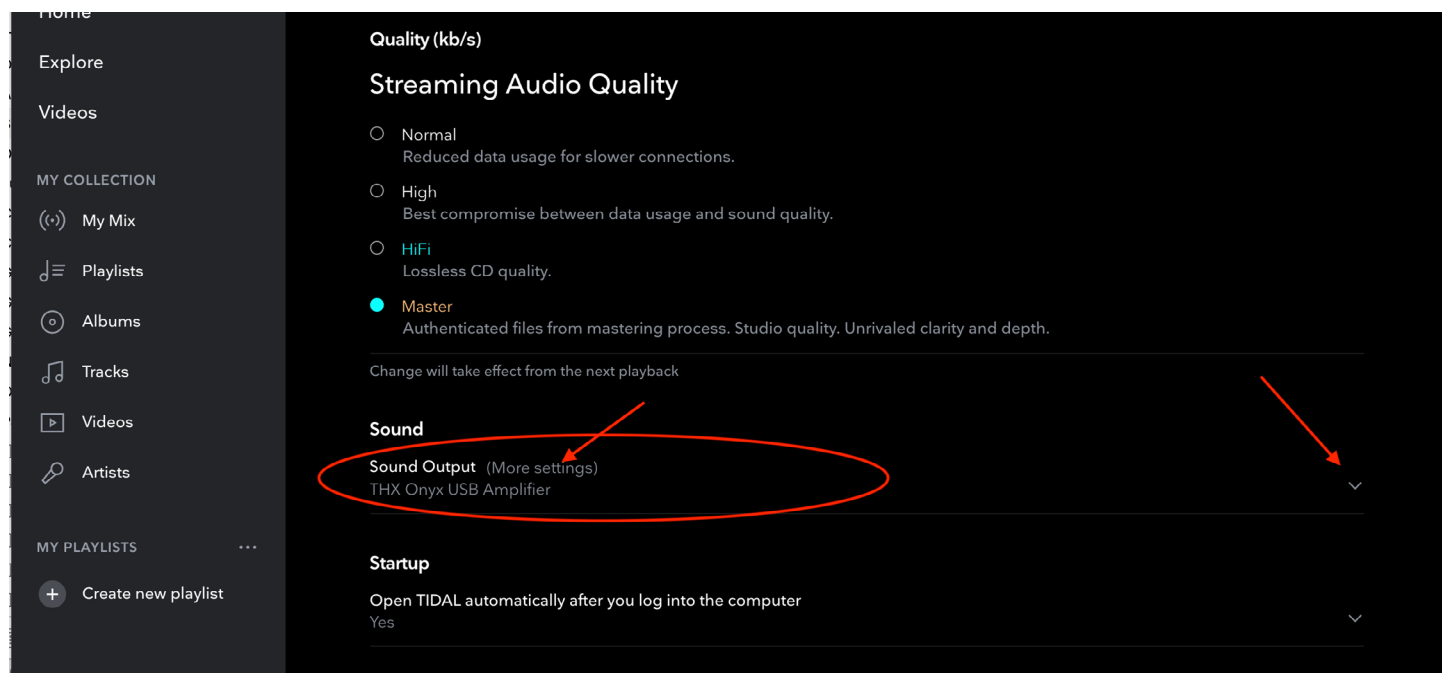 Home
Explore
Videos
MY COLLECTION
My Mix
Playlists
Albums
Tracks
Videos
Artists
MY PLAYLISTS ...
Create new playlist
Quality (kb/s)
Streaming Audio Quality
Normal
Reduced data usage for slower connections.
High
Best compromise between data usage and sound quality.
HiFi
Lossless CD quality.
Master
Authenticated files from mastering process. Studio quality. Unrivaled clarity and depth.
Change will take effect from the next playback
Sound
Sound Output (More settings)
THX Onyx USB Amplifier
Startup
Open TIDAL automatically after you log into the computer
Yes